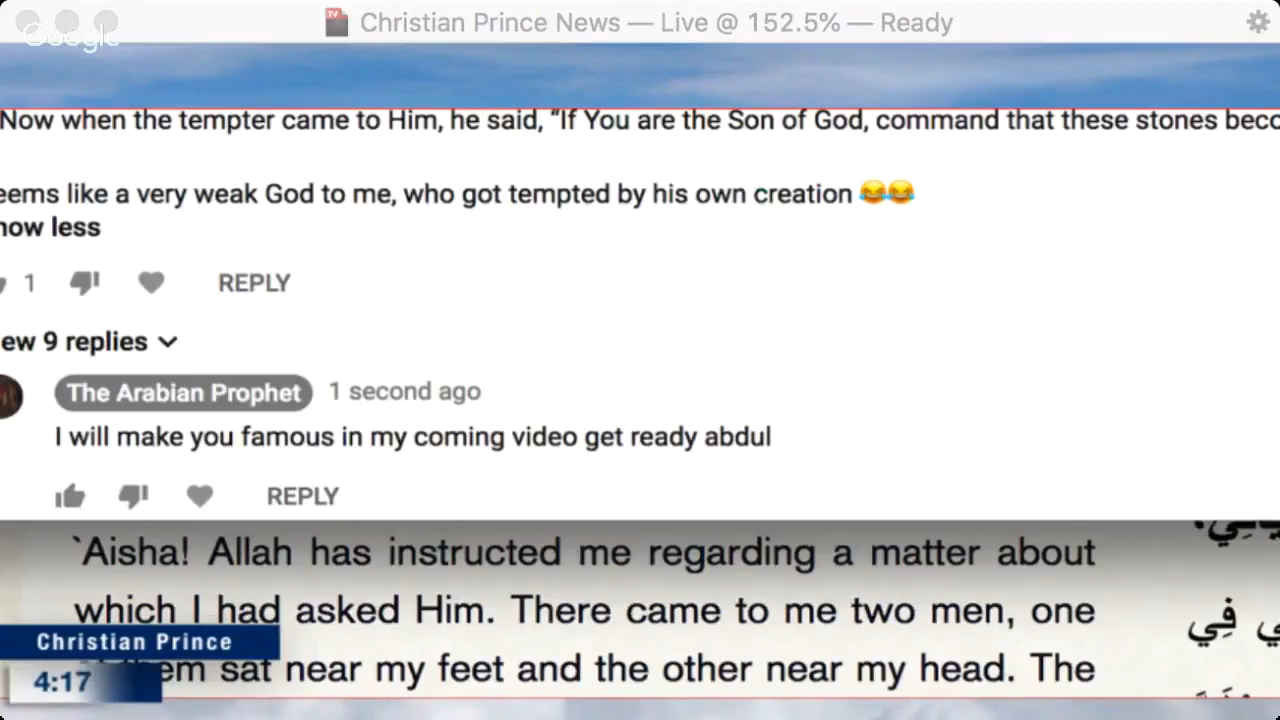 Christian Prince News — Live @ 152.5% — Ready
Google
Now when the tempter came to Him, he said, “If You are the Son of God, command that these stones beco
eems like a very weak God to me, who got tempted by his own creation 😂😂
now less
1 REPLY
ew 9 replies
The Arabian Prophet 1 second ago
I will make you famous in my coming video get ready abdul
REPLY
`Aisha! Allah has instructed me regarding a matter about
which I had asked Him. There came to me two men, one
في
Christian Prince
them sat near my feet and the other near my head. The
4:17